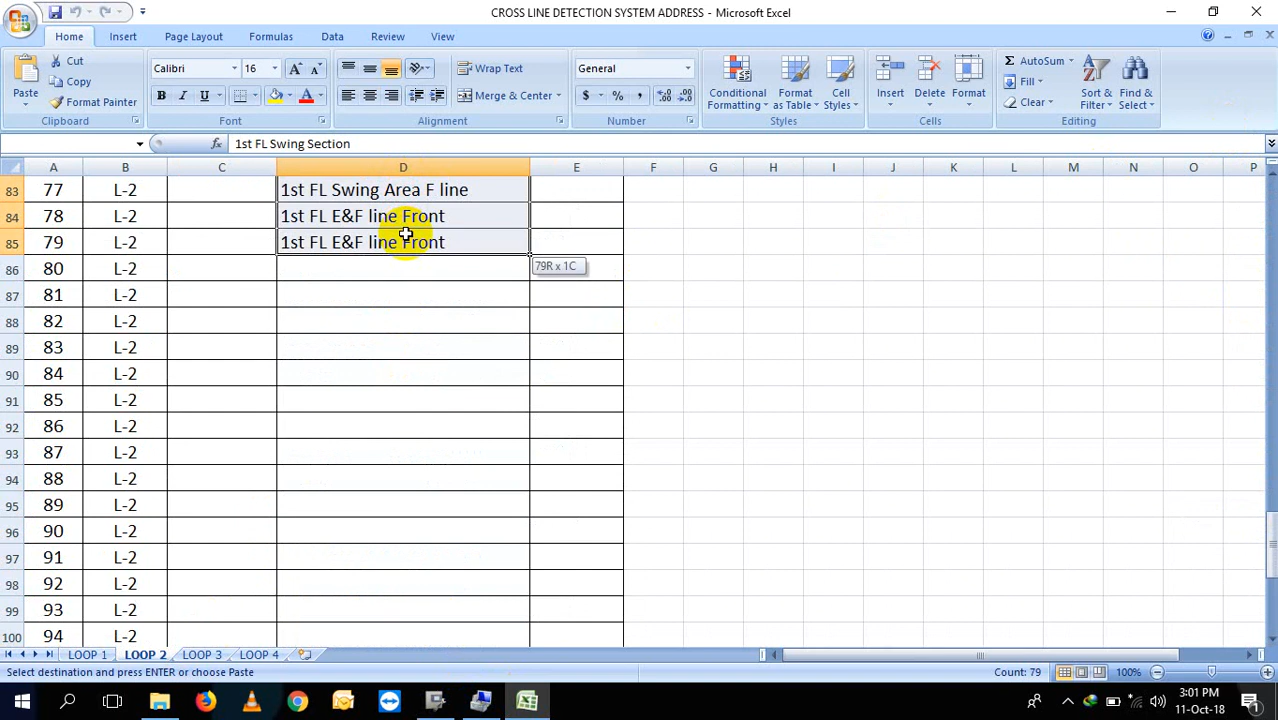 CROSS LINE DETECTION SYSTEM ADDRESS - Microsoft Excel
Home Insert Page Layout Formulas Data Review View
Paste Cut Copy Format Painter Clipboard
Calibri 16 A A B I U A Font
Wrap Text Merge & Center Alignment
General $ % , Number
Conditional Formatting Format as Table Cell Styles Styles
Insert Delete Format Cells
Σ AutoSum Fill Clear Sort & Filter Find & Select Editing
fx 1st FL Swing Section
A B C D E F G H I J K L M N O P
83 77 L-2 1st FL Swing Area F line
84 78 L-2 1st FL E&F line Front
85 79 L-2 1st FL E&F line Front
79R x 1C
86 80 L-2
87 81 L-2
88 82 L-2
89 83 L-2
90 84 L-2
91 85 L-2
92 86 L-2
93 87 L-2
94 88 L-2
95 89 L-2
96 90 L-2
97 91 L-2
98 92 L-2
99 93 L-2
100 94 L-2
LOOP 1 LOOP 2 LOOP 3 LOOP 4
Select destination and press ENTER or choose Paste Count: 79 100%
3:01 PM
11-Oct-18
1